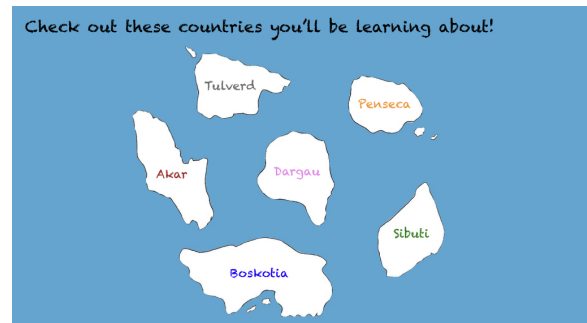 Check out these countries you'll be learning about!
Tulverd
Penseca
Akar
Dargau
Sibuti
Boskotia